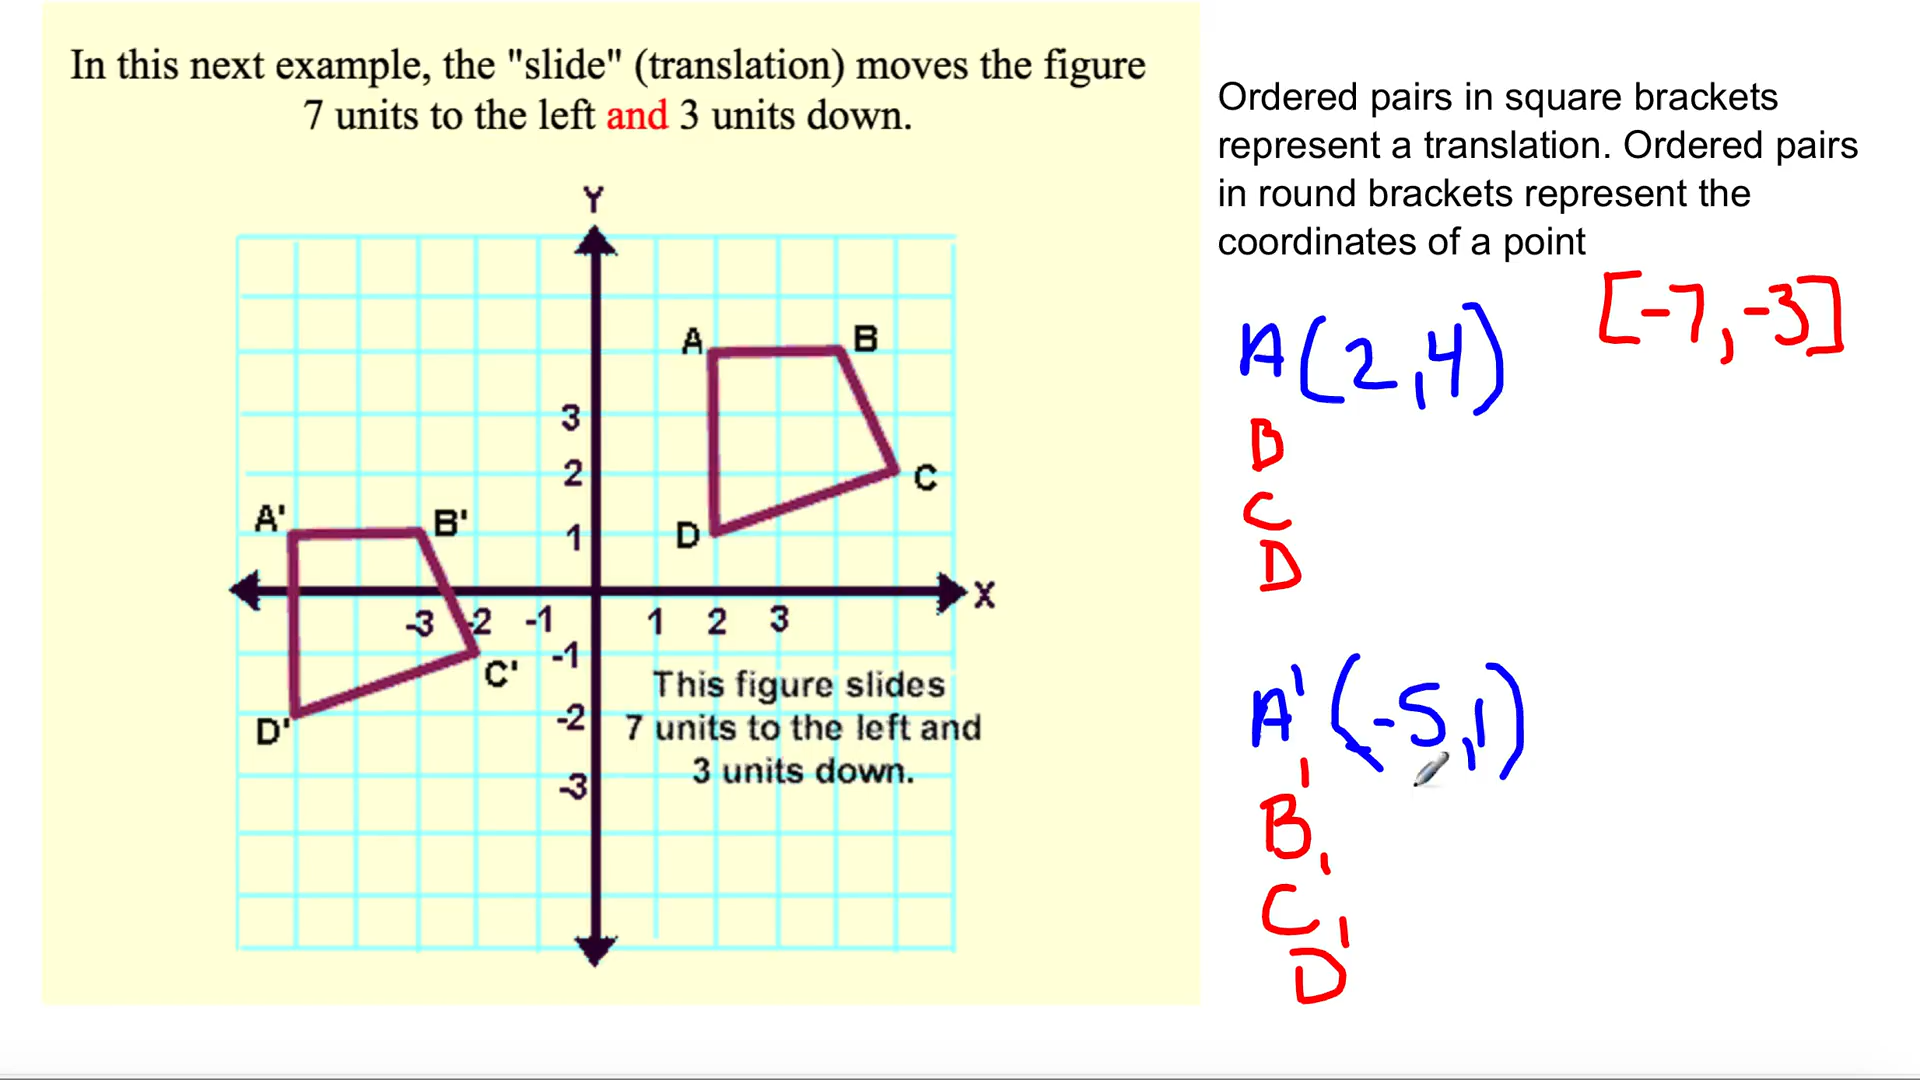 In this next example, the "slide" (translation) moves the figure
7 units to the left and 3 units down.
Y
A
B
3
2
C
A'
B'
1
D
X
-3
-2
-1
1
2
3
-1
C'
This figure slides
D'
-2
7 units to the left and
3 units down.
-3
Ordered pairs in square brackets
represent a translation. Ordered pairs
in round brackets represent the
coordinates of a point
[-7,-3]
A(2,4)
B
C
D
A'(-5,1)
B'
C'
D'